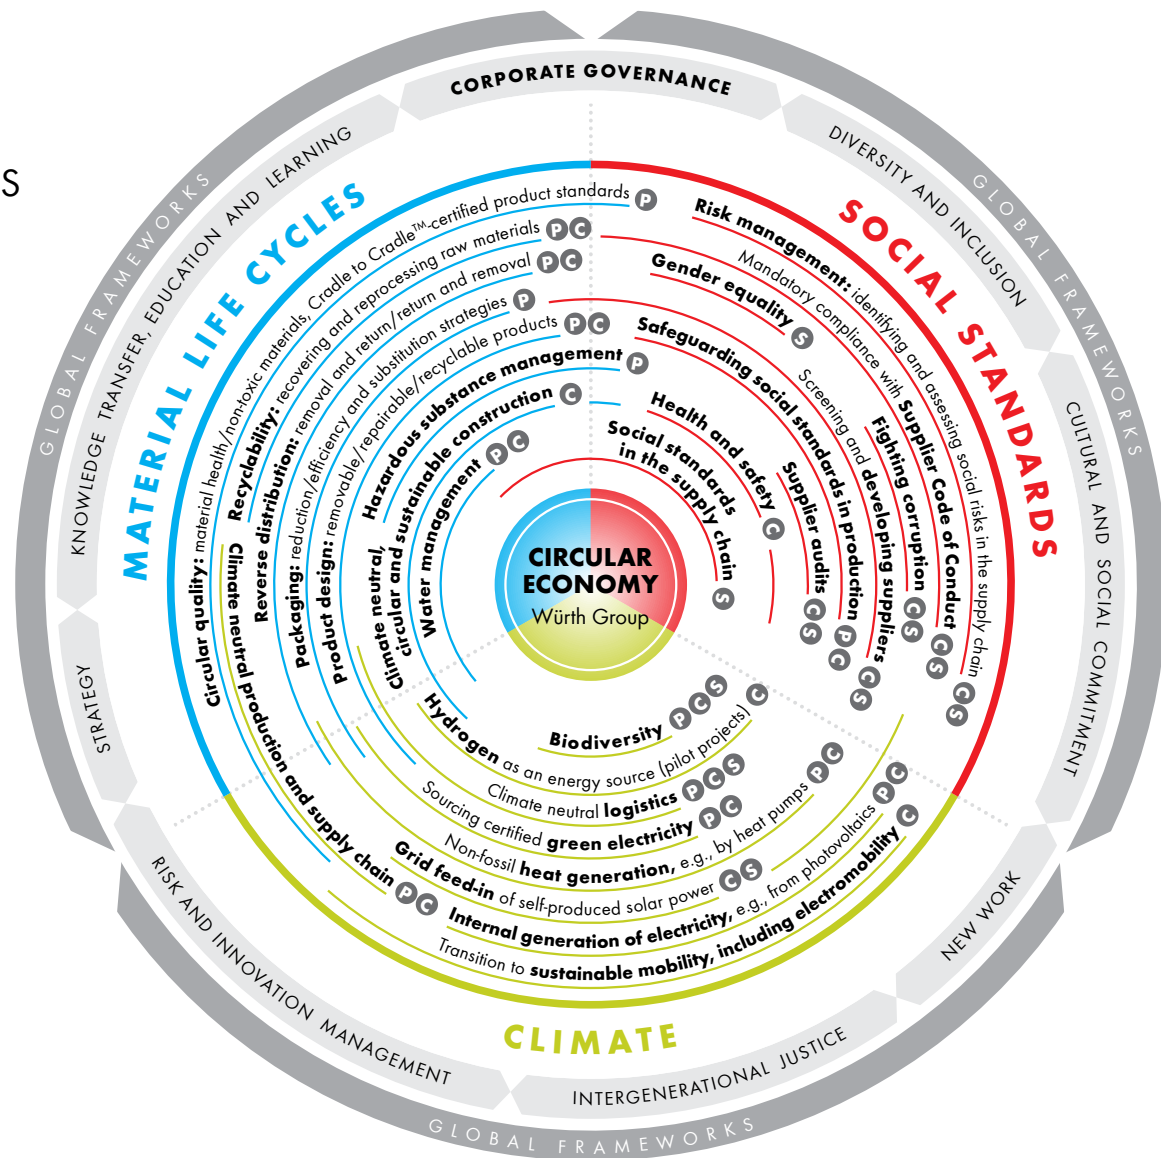 S
GLOBAL FRAMEWORKS
GLOBAL FRAMEWORKS
GLOBAL FRAMEWORKS
CORPORATE GOVERNANCE
DIVERSITY AND INCLUSION
CULTURAL AND SOCIAL COMMITMENT
NEW WORK
INTERGENERATIONAL JUSTICE
RISK AND INNOVATION MANAGEMENT
STRATEGY
KNOWLEDGE TRANSFER, EDUCATION AND LEARNING
MATERIAL LIFE CYCLES
Circular quality: material health/non-toxic materials, Cradle to Cradle™-certified product standards P
Recyclability: recovering and reprocessing raw materials P C
Reverse distribution: removal and return/return and removal P C
Packaging: reduction/efficiency and substitution strategies P
Product design: removable/repairable/recyclable products P C
Hazardous substance management P
Climate neutral,
circular and sustainable construction C
Water management P C
SOCIAL STANDARDS
Risk management: identifying and assessing social risks in the supply chain C S
Mandatory compliance with Supplier Code of Conduct C S
Gender equality S
Fighting corruption C S
Screening and developing suppliers C S
Safeguarding social standards in production P C
Supplier audits C S
Health and safety C
Social standards
in the supply chain S
CIRCULAR
ECONOMY
Würth Group
Biodiversity P C S
Hydrogen as an energy source (pilot projects) C
Climate neutral logistics P C S
Sourcing certified green electricity P C
Non-fossil heat generation, e.g., by heat pumps P C
Grid feed-in of self-produced solar power C S
Climate neutral production and supply chain P C
Internal generation of electricity, e.g., from photovoltaics P C
Transition to sustainable mobility, including electromobility C
CLIMATE